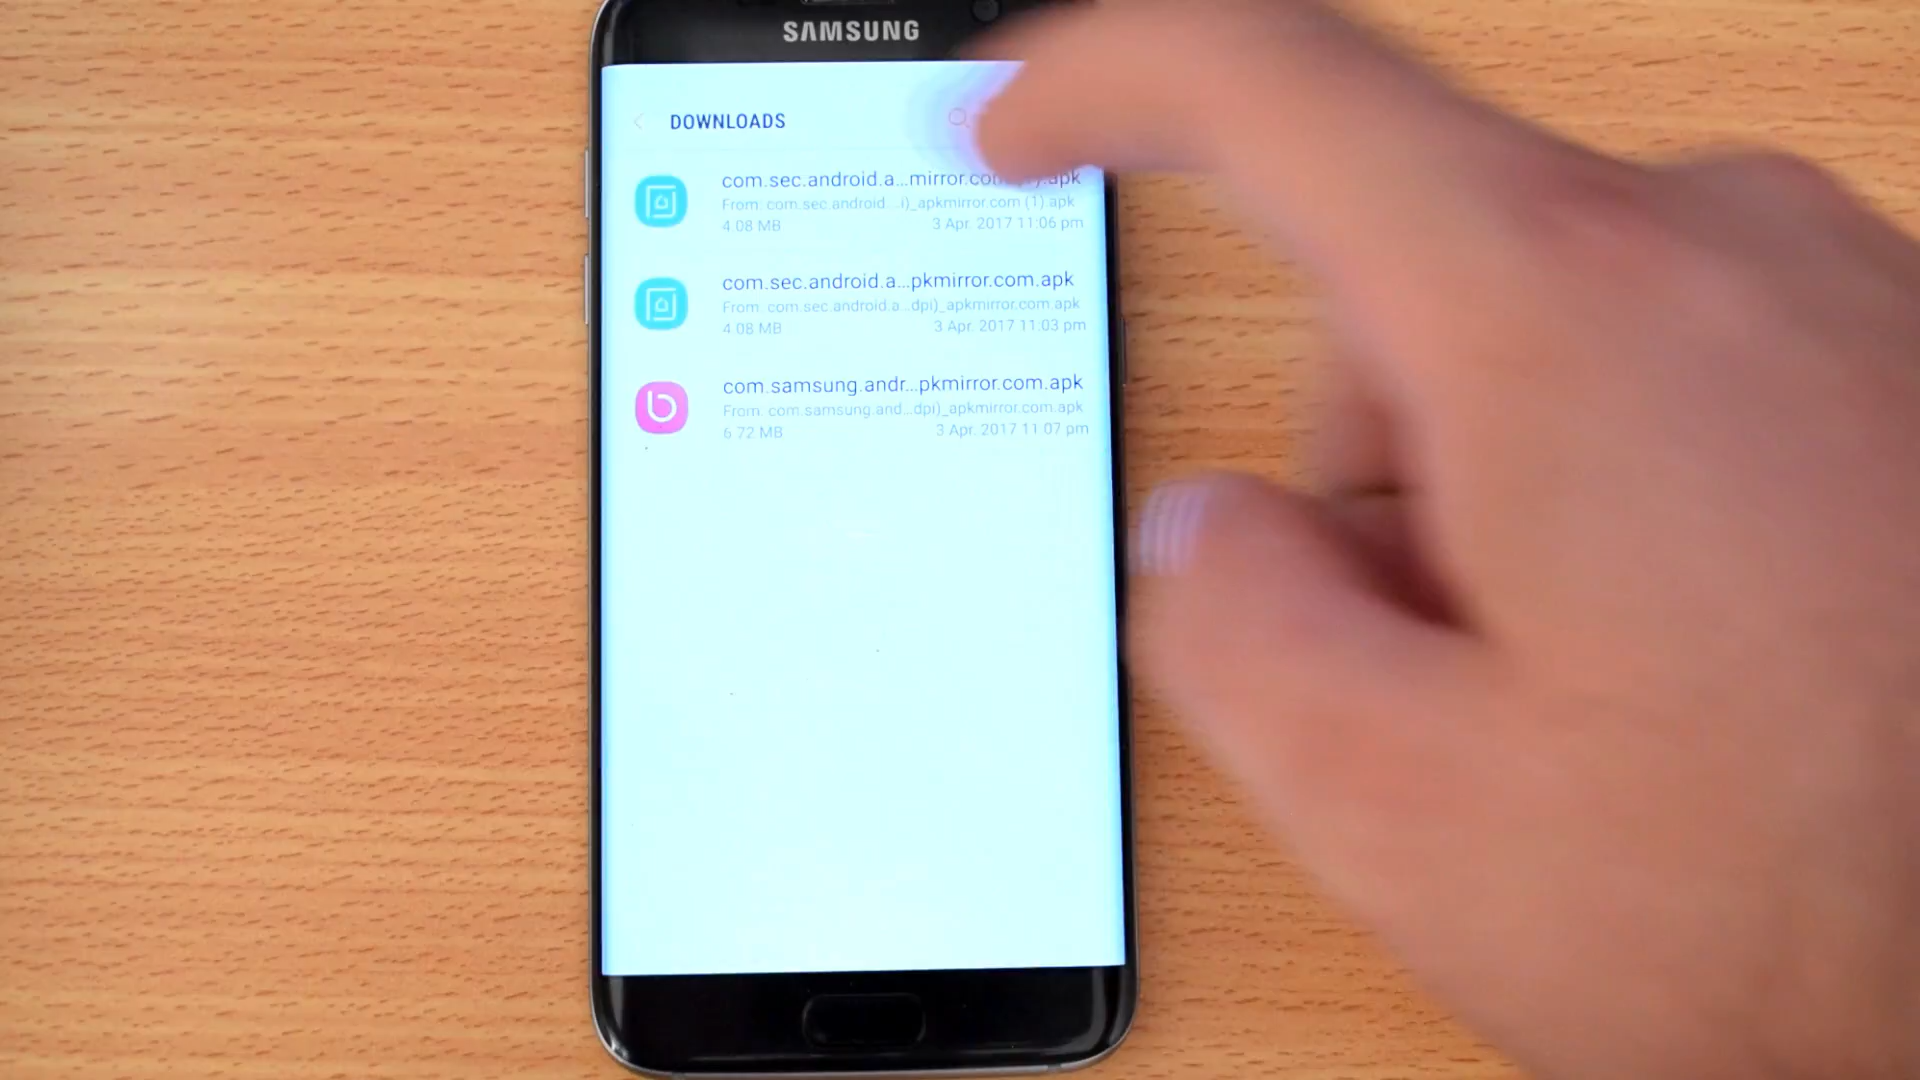 SAMSUNG
DOWNLOADS
com.sec.android.a...mirror.com (1).apk
From: com.sec.android...i)_apkmirror.com (1).apk
4.08 MB 3 Apr. 2017 11:06 pm
com.sec.android.a...pkmirror.com.apk
From: com.sec.android.a...dpi)_apkmirror.com.apk
4.08 MB 3 Apr. 2017 11:03 pm
com.samsung.andr...pkmirror.com.apk
From: com.samsung.and...dpi)_apkmirror.com.apk
6.72 MB 3 Apr. 2017 11:07 pm